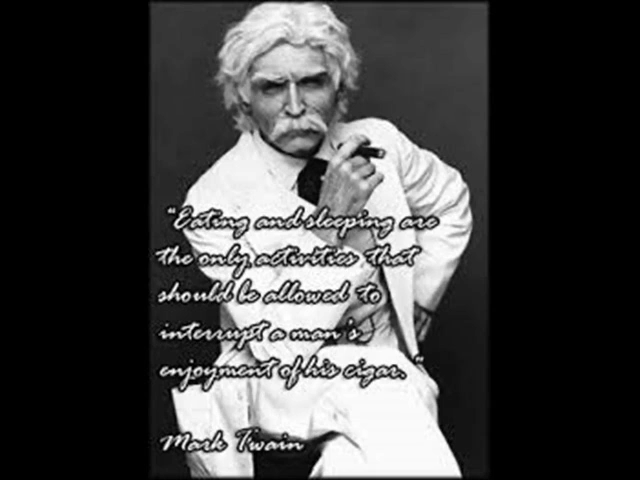 "Eating and sleeping are
the only activities that
should be allowed to
interrupt a man's
enjoyment of his cigar."
Mark Twain